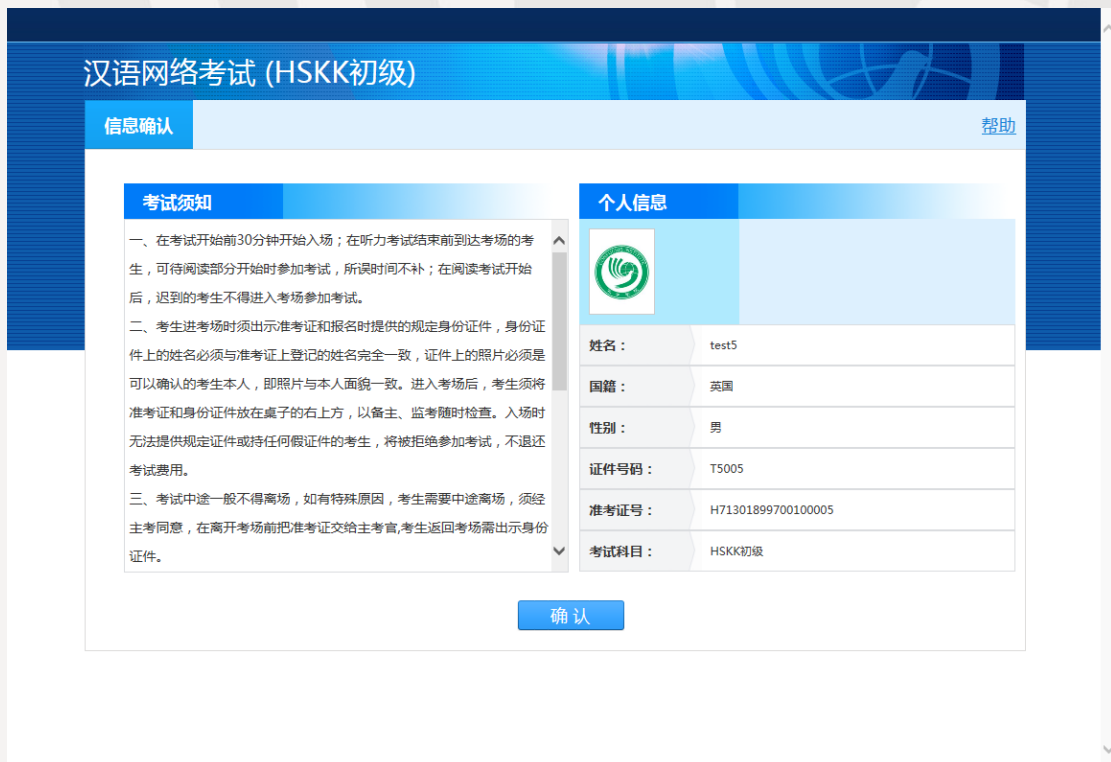 汉语网络考试 (HSKK初级)
信息确认
帮助
考试须知
一、在考试开始前30分钟开始入场；在听力考试结束前到达考场的考
生，可待阅读部分开始时参加考试，所误时间不补；在阅读考试开始
后，迟到的考生不得进入考场参加考试。
二、考生进考场时须出示准考证和报名时提供的规定身份证件，身份证
件上的姓名必须与准考证上登记的姓名完全一致，证件上的照片必须是
可以确认的考生本人，即照片与本人面貌一致。进入考场后，考生须将
准考证和身份证件放在桌子的右上方，以备主、监考随时检查。入场时
无法提供规定证件或持任何假证件的考生，将被拒绝参加考试，不退还
考试费用。
三、考试中途一般不得离场，如有特殊原因，考生需要中途离场，须经
主考同意，在离开考场前把准考证交给主考官,考生返回考场需出示身份
证件。
个人信息
姓名： test5
国籍： 英国
性别： 男
证件号码： T5005
准考证号： H71301899700100005
考试科目： HSKK初级
确 认